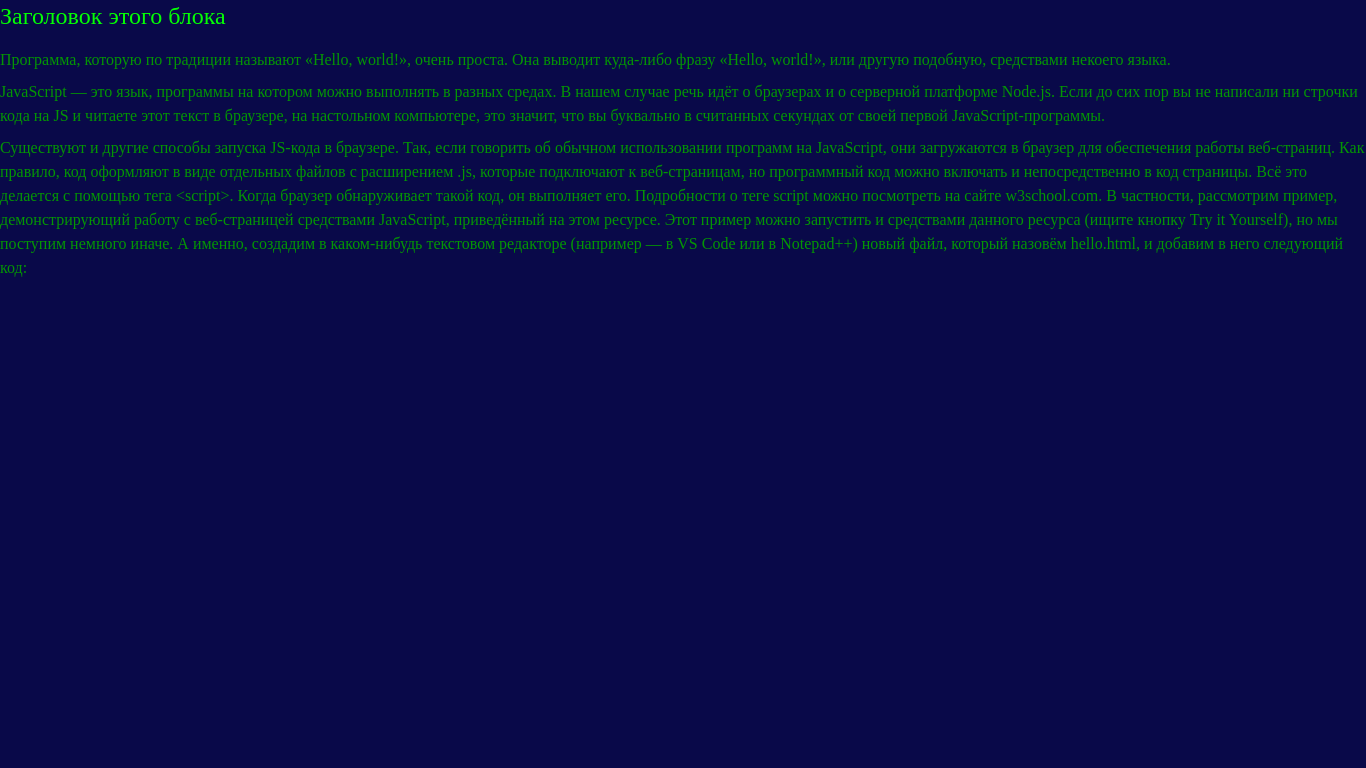 Заголовок этого блока
Программа, которую по традиции называют «Hello, world!», очень проста. Она выводит куда-либо фразу «Hello, world!», или другую подобную, средствами некоего языка.
JavaScript — это язык, программы на котором можно выполнять в разных средах. В нашем случае речь идёт о браузерах и о серверной платформе Node.js. Если до сих пор вы не написали ни строчки
кода на JS и читаете этот текст в браузере, на настольном компьютере, это значит, что вы буквально в считанных секундах от своей первой JavaScript-программы.
Существуют и другие способы запуска JS-кода в браузере. Так, если говорить об обычном использовании программ на JavaScript, они загружаются в браузер для обеспечения работы веб-страниц. Как
правило, код оформляют в виде отдельных файлов с расширением .js, которые подключают к веб-страницам, но программный код можно включать и непосредственно в код страницы. Всё это
делается с помощью тега <script>. Когда браузер обнаруживает такой код, он выполняет его. Подробности о теге script можно посмотреть на сайте w3school.com. В частности, рассмотрим пример,
демонстрирующий работу с веб-страницей средствами JavaScript, приведённый на этом ресурсе. Этот пример можно запустить и средствами данного ресурса (ищите кнопку Try it Yourself), но мы
поступим немного иначе. А именно, создадим в каком-нибудь текстовом редакторе (например — в VS Code или в Notepad++) новый файл, который назовём hello.html, и добавим в него следующий
код: